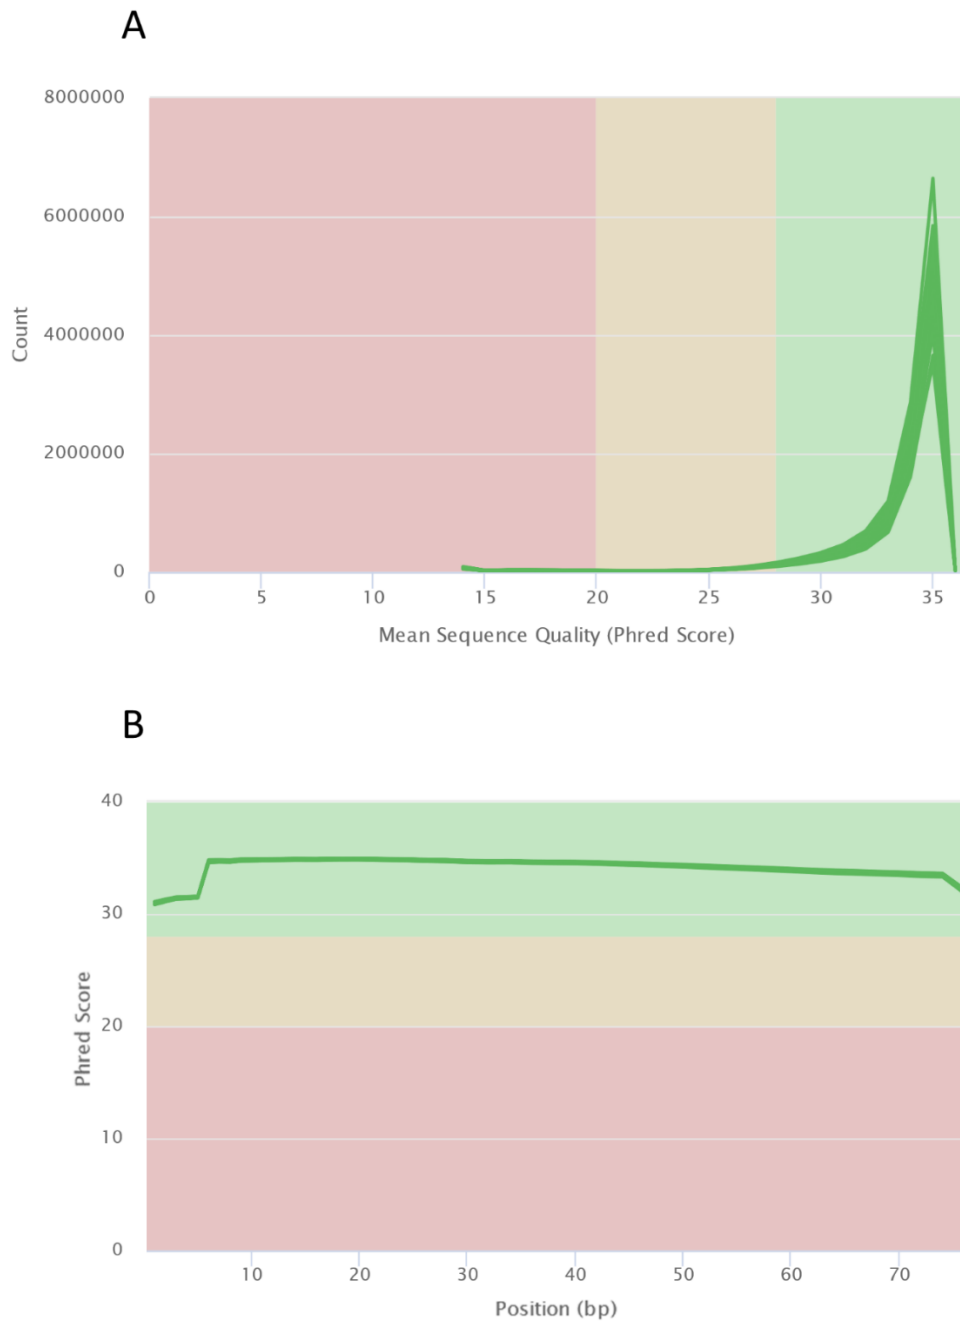 A
8000000
6000000
4000000
2000000
0
Count
0 5 10 15 20 25 30 35
Mean Sequence Quality (Phred Score)
B
40
30
20
10
0
Phred Score
10 20 30 40 50 60 70
Position (bp)